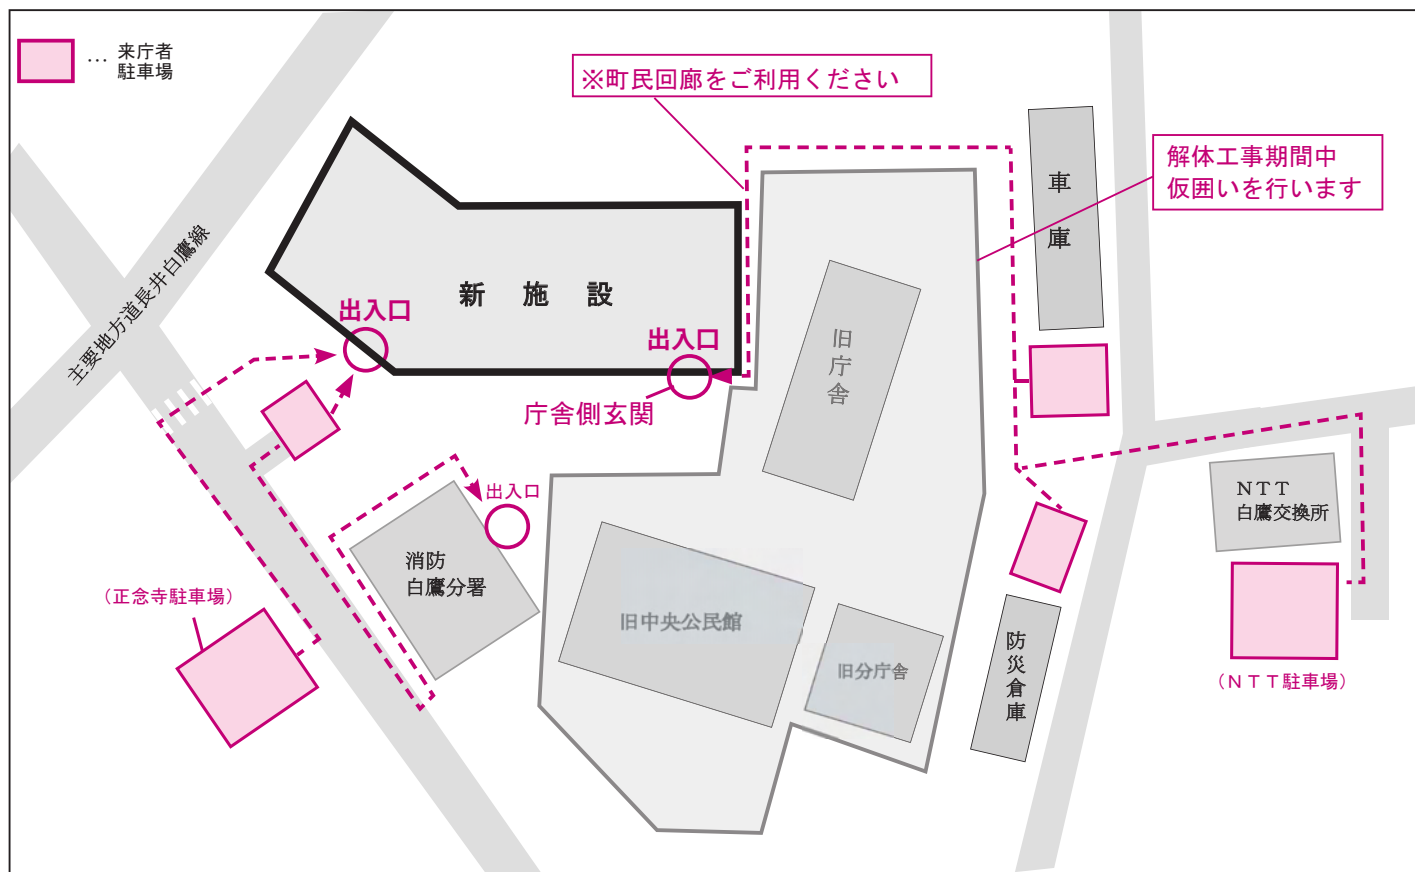 … 来庁者
駐車場
※町民回廊をご利用ください
解体工事期間中
仮囲いを行います
車庫
主要地方道長井白鷹線
新施設
出入口
出入口
庁舎側玄関
旧庁舎
出入口
消防
白鷹分署
NTT
白鷹交換所
(正念寺駐車場)
旧中央公民館
旧分庁舎
防災倉庫
(NTT駐車場)